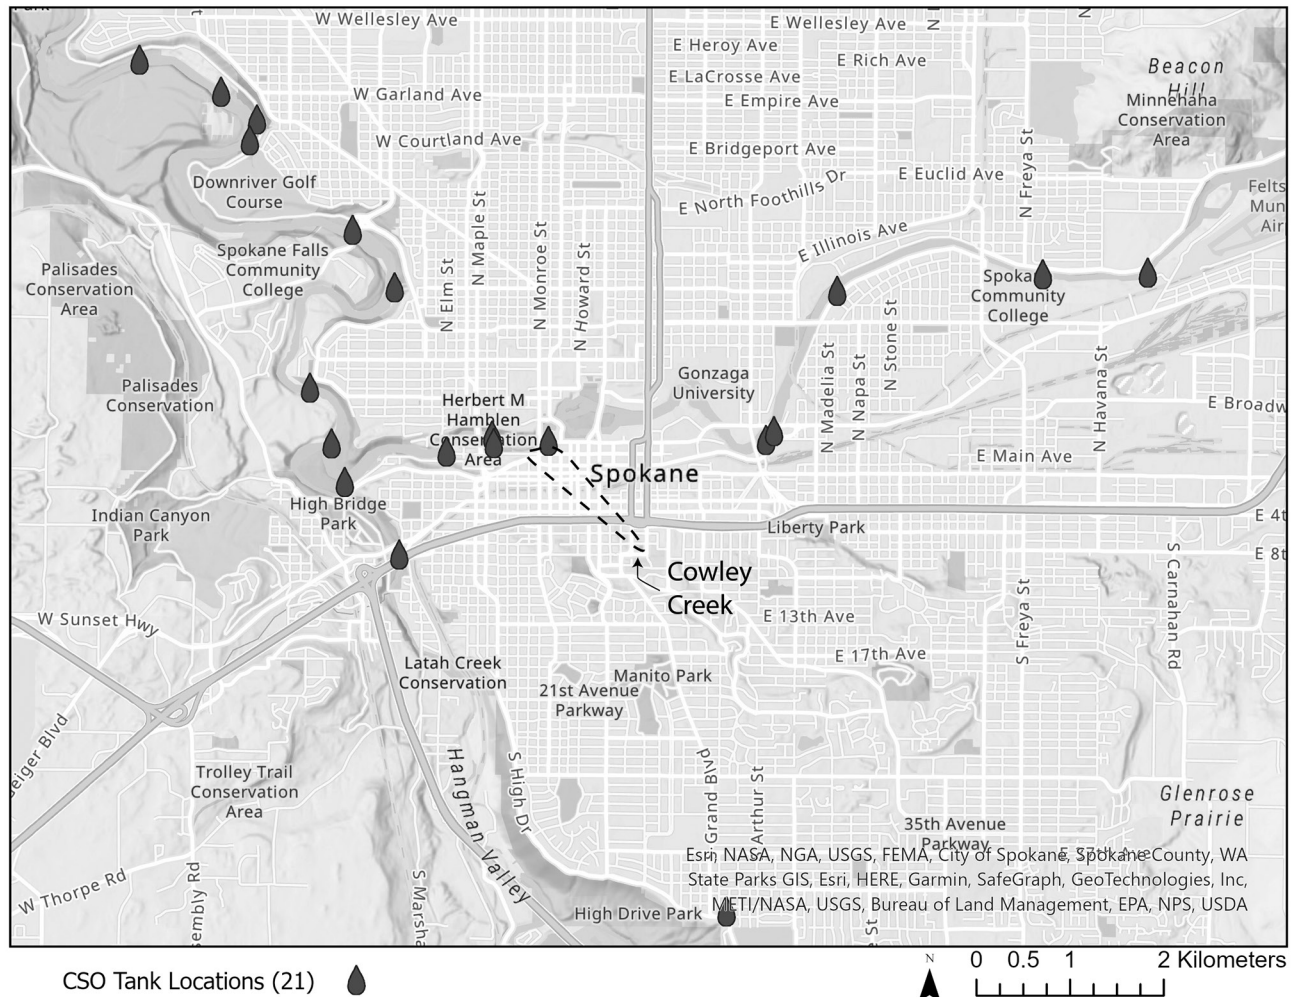 W Wellesley Ave
E Wellesley Ave
E Heroy Ave
E Rich Ave
E LaCrosse Ave
Beacon
Hill
W Garland Ave
E Empire Ave
Minnehaha
Conservation
Area
W Courtland Ave
E Bridgeport Ave
N Freya St
E Euclid Ave
Downriver Golf
Course
E North Foothills Dr
Felts
Mun
Air
N Maple St
N Monroe St
N Howard St
N Elm St
E Illinois Ave
Spokane Falls
Community
College
Palisades
Conservation
Area
Spoka
Community
College
N Stone St
N Madelia St
N Napa St
N Havana St
Gonzaga
University
Palisades
Conservation
Herbert M
Hamblen
Conservation
Area
E Broadw
E Main Ave
Spokane
High Bridge
Park
Indian Canyon
Park
Liberty Park
E 4t
E 8t
Cowley
Creek
S Carnahan Rd
S Freya St
W Sunset Hwy
E 13th Ave
E 17th Ave
Latah Creek
Conservation
Manito Park
21st Avenue
Parkway
eiger Blvd
Hangman Valley
S High Dr
Grand Blvd
Arthur St
Trolley Trail
Conservation
Area
Glenrose
Prairie
35th Avenue
Parkway
E 37th Ave
W Thorpe Rd
sembly Rd
S Marsha
High Drive Park
e St
Esri, NASA, NGA, USGS, FEMA, City of Spokane, Spokane County, WA
State Parks GIS, Esri, HERE, Garmin, SafeGraph, GeoTechnologies, Inc,
METI/NASA, USGS, Bureau of Land Management, EPA, NPS, USDA
CSO Tank Locations (21)
N
0 0.5 1 2 Kilometers